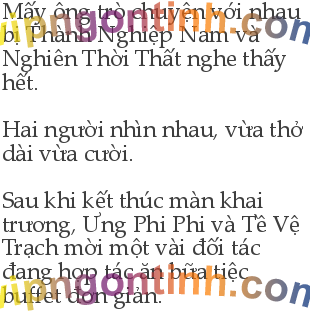 Mấy ông trò chuyện với nhau
bị Thành Nghiệp Nam và
Nghiên Thời Thất nghe thấy
hết.
Hai người nhìn nhau, vừa thở
dài vừa cười.
Sau khi kết thúc màn khai
trương, Ưng Phi Phi và Tề Vệ
Trạch mời một vài đối tác
đang hợp tác ăn bữa tiệc
buffet đơn giản.
vipngontinh.com
vipngontinh.com